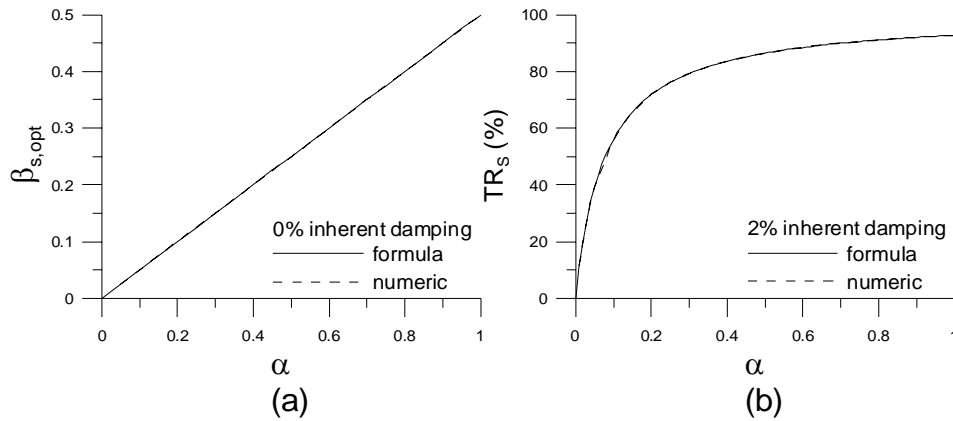 0.5
0.4
0.3
0.2
0.1
0
β s,opt
0% inherent damping
formula
numeric
0 0.2 0.4 0.6 0.8 1
α
(a)
100
80
60
40
20
0
TR S (%)
2% inherent damping
formula
numeric
0 0.2 0.4 0.6 0.8 1
α
(b)